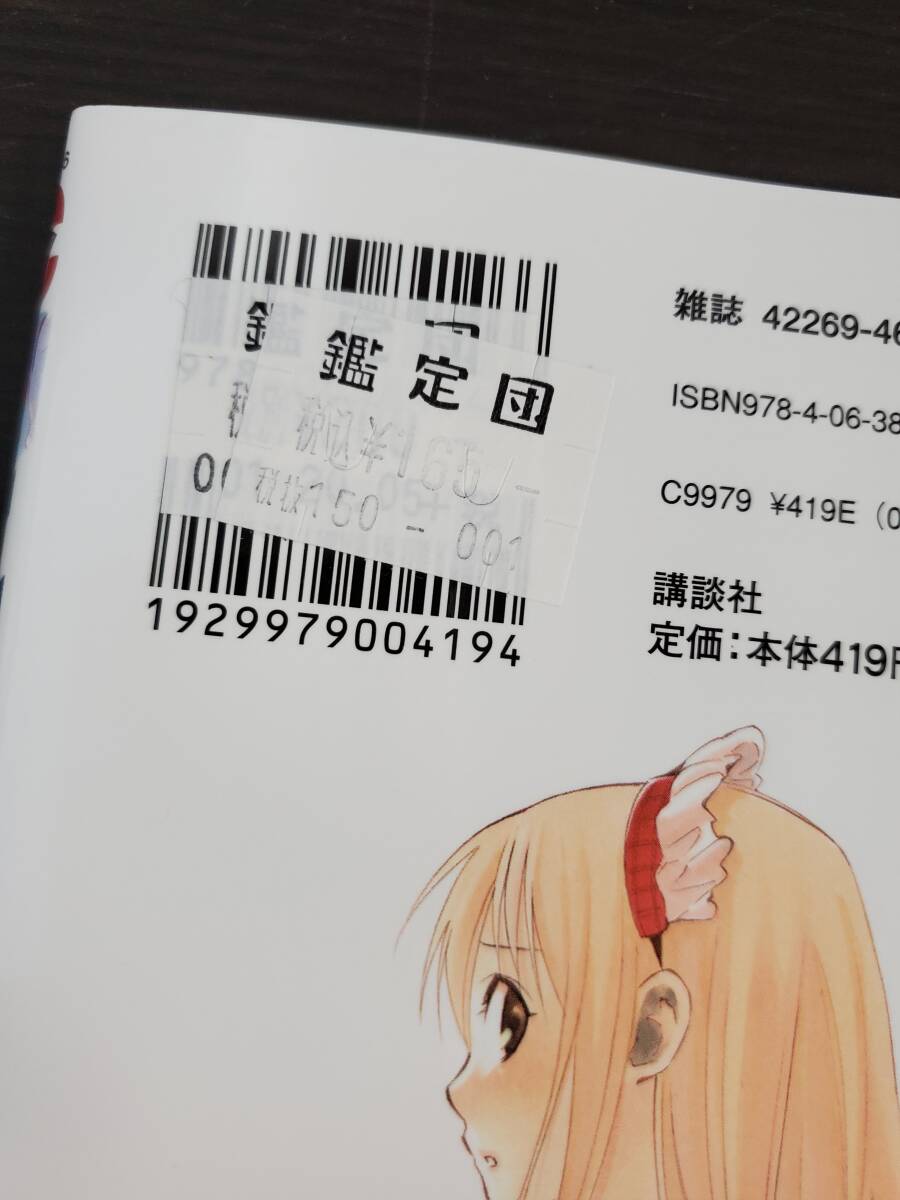 鑑定団
税込¥165-
税抜150- 001
1929979004194
雑誌 42269-46
ISBN978-4-06-38
C9979 ¥419E (0
講談社
定価:本体419